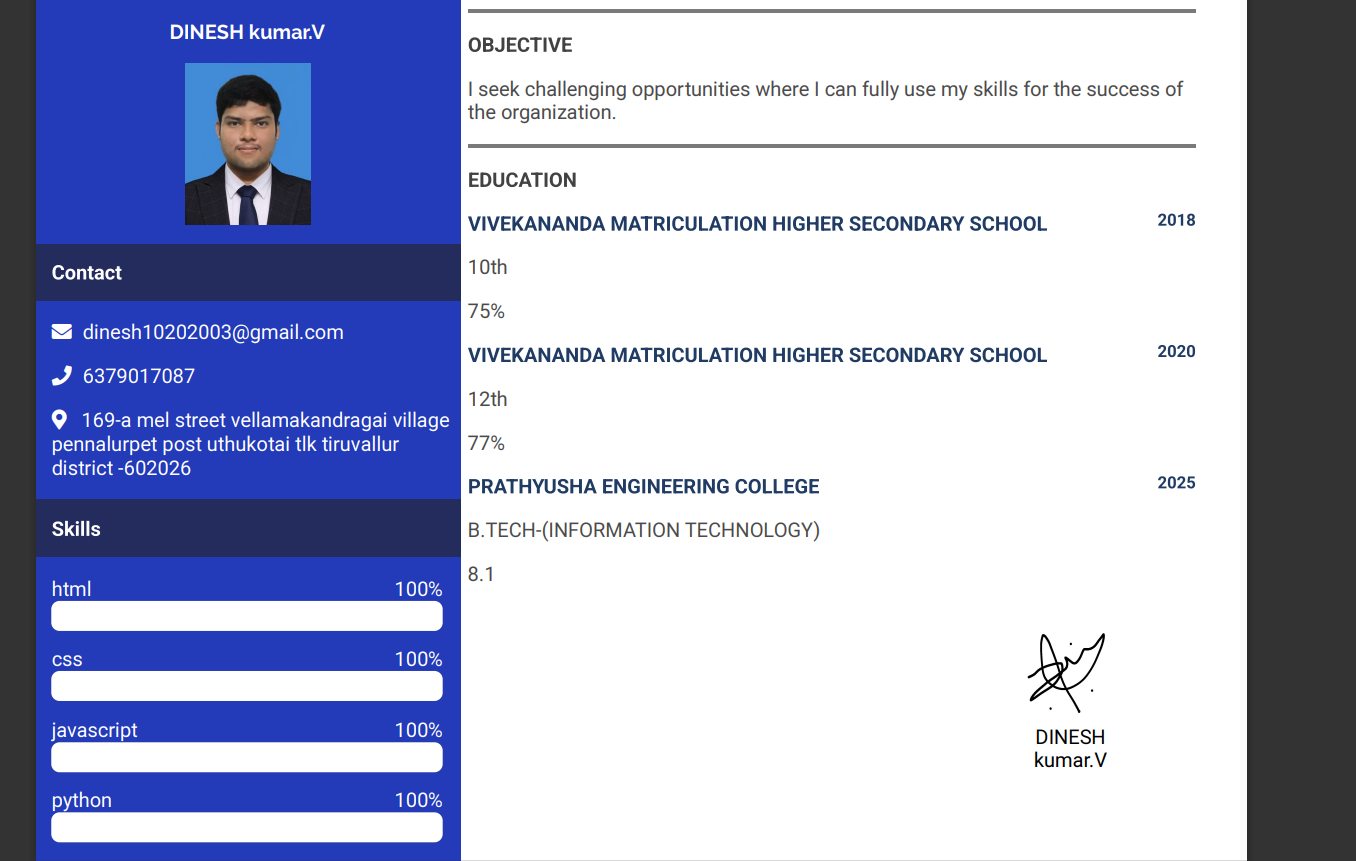 DINESH kumar.V
Contact
dinesh10202003@gmail.com
6379017087
169-a mel street vellamakandragai village
pennalurpet post uthukotai tlk tiruvallur
district -602026
Skills
html 100%
css 100%
javascript 100%
python 100%
OBJECTIVE
I seek challenging opportunities where I can fully use my skills for the success of
the organization.
EDUCATION
VIVEKANANDA MATRICULATION HIGHER SECONDARY SCHOOL 2018
10th
75%
VIVEKANANDA MATRICULATION HIGHER SECONDARY SCHOOL 2020
12th
77%
PRATHYUSHA ENGINEERING COLLEGE 2025
B.TECH-(INFORMATION TECHNOLOGY)
8.1
DINESH
kumar.V